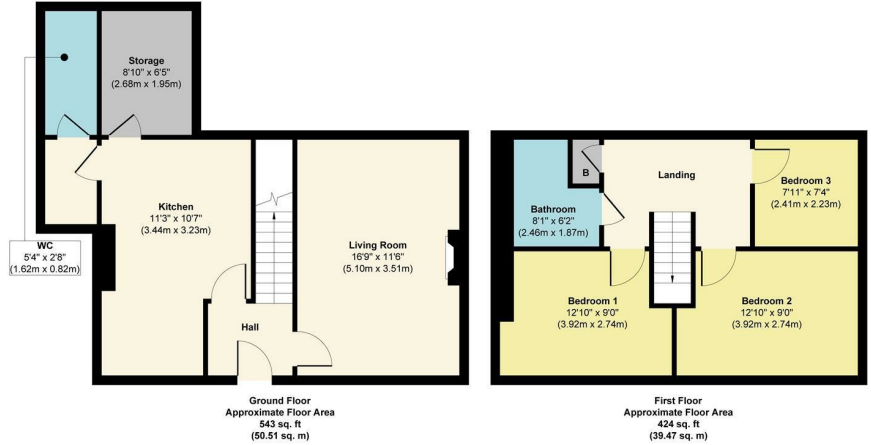 Storage
8'10" x 6'5"
(2.68m x 1.95m)
Kitchen
11'3" x 10'7"
(3.44m x 3.23m)
WC
5'4" x 2'8"
(1.62m x 0.82m)
Living Room
16'9" x 11'6"
(5.10m x 3.51m)
Hall
Ground Floor
Approximate Floor Area
543 sq. ft
(50.51 sq. m)
B
Landing
Bedroom 3
7'11" x 7'4"
(2.41m x 2.23m)
Bathroom
8'1" x 6'2"
(2.46m x 1.87m)
Bedroom 1
12'10" x 9'0"
(3.92m x 2.74m)
Bedroom 2
12'10" x 9'0"
(3.92m x 2.74m)
First Floor
Approximate Floor Area
424 sq. ft
(39.47 sq. m)